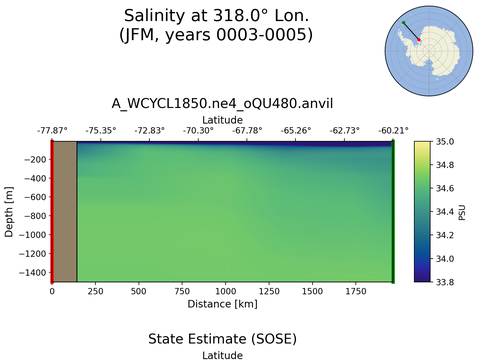 Salinity at 318.0° Lon.
(JFM, years 0003-0005)
A_WCYCL1850.ne4_oQU480.anvil
Latitude
-77.87° -75.35° -72.83° -70.30° -67.78° -65.26° -62.73° -60.21°
35.0
34.8
34.6
34.4
34.2
34.0
33.8
PSU
Depth [m]
−200
−400
−600
−800
−1000
−1200
−1400
0 250 500 750 1000 1250 1500 1750
Distance [km]
State Estimate (SOSE)
Latitude